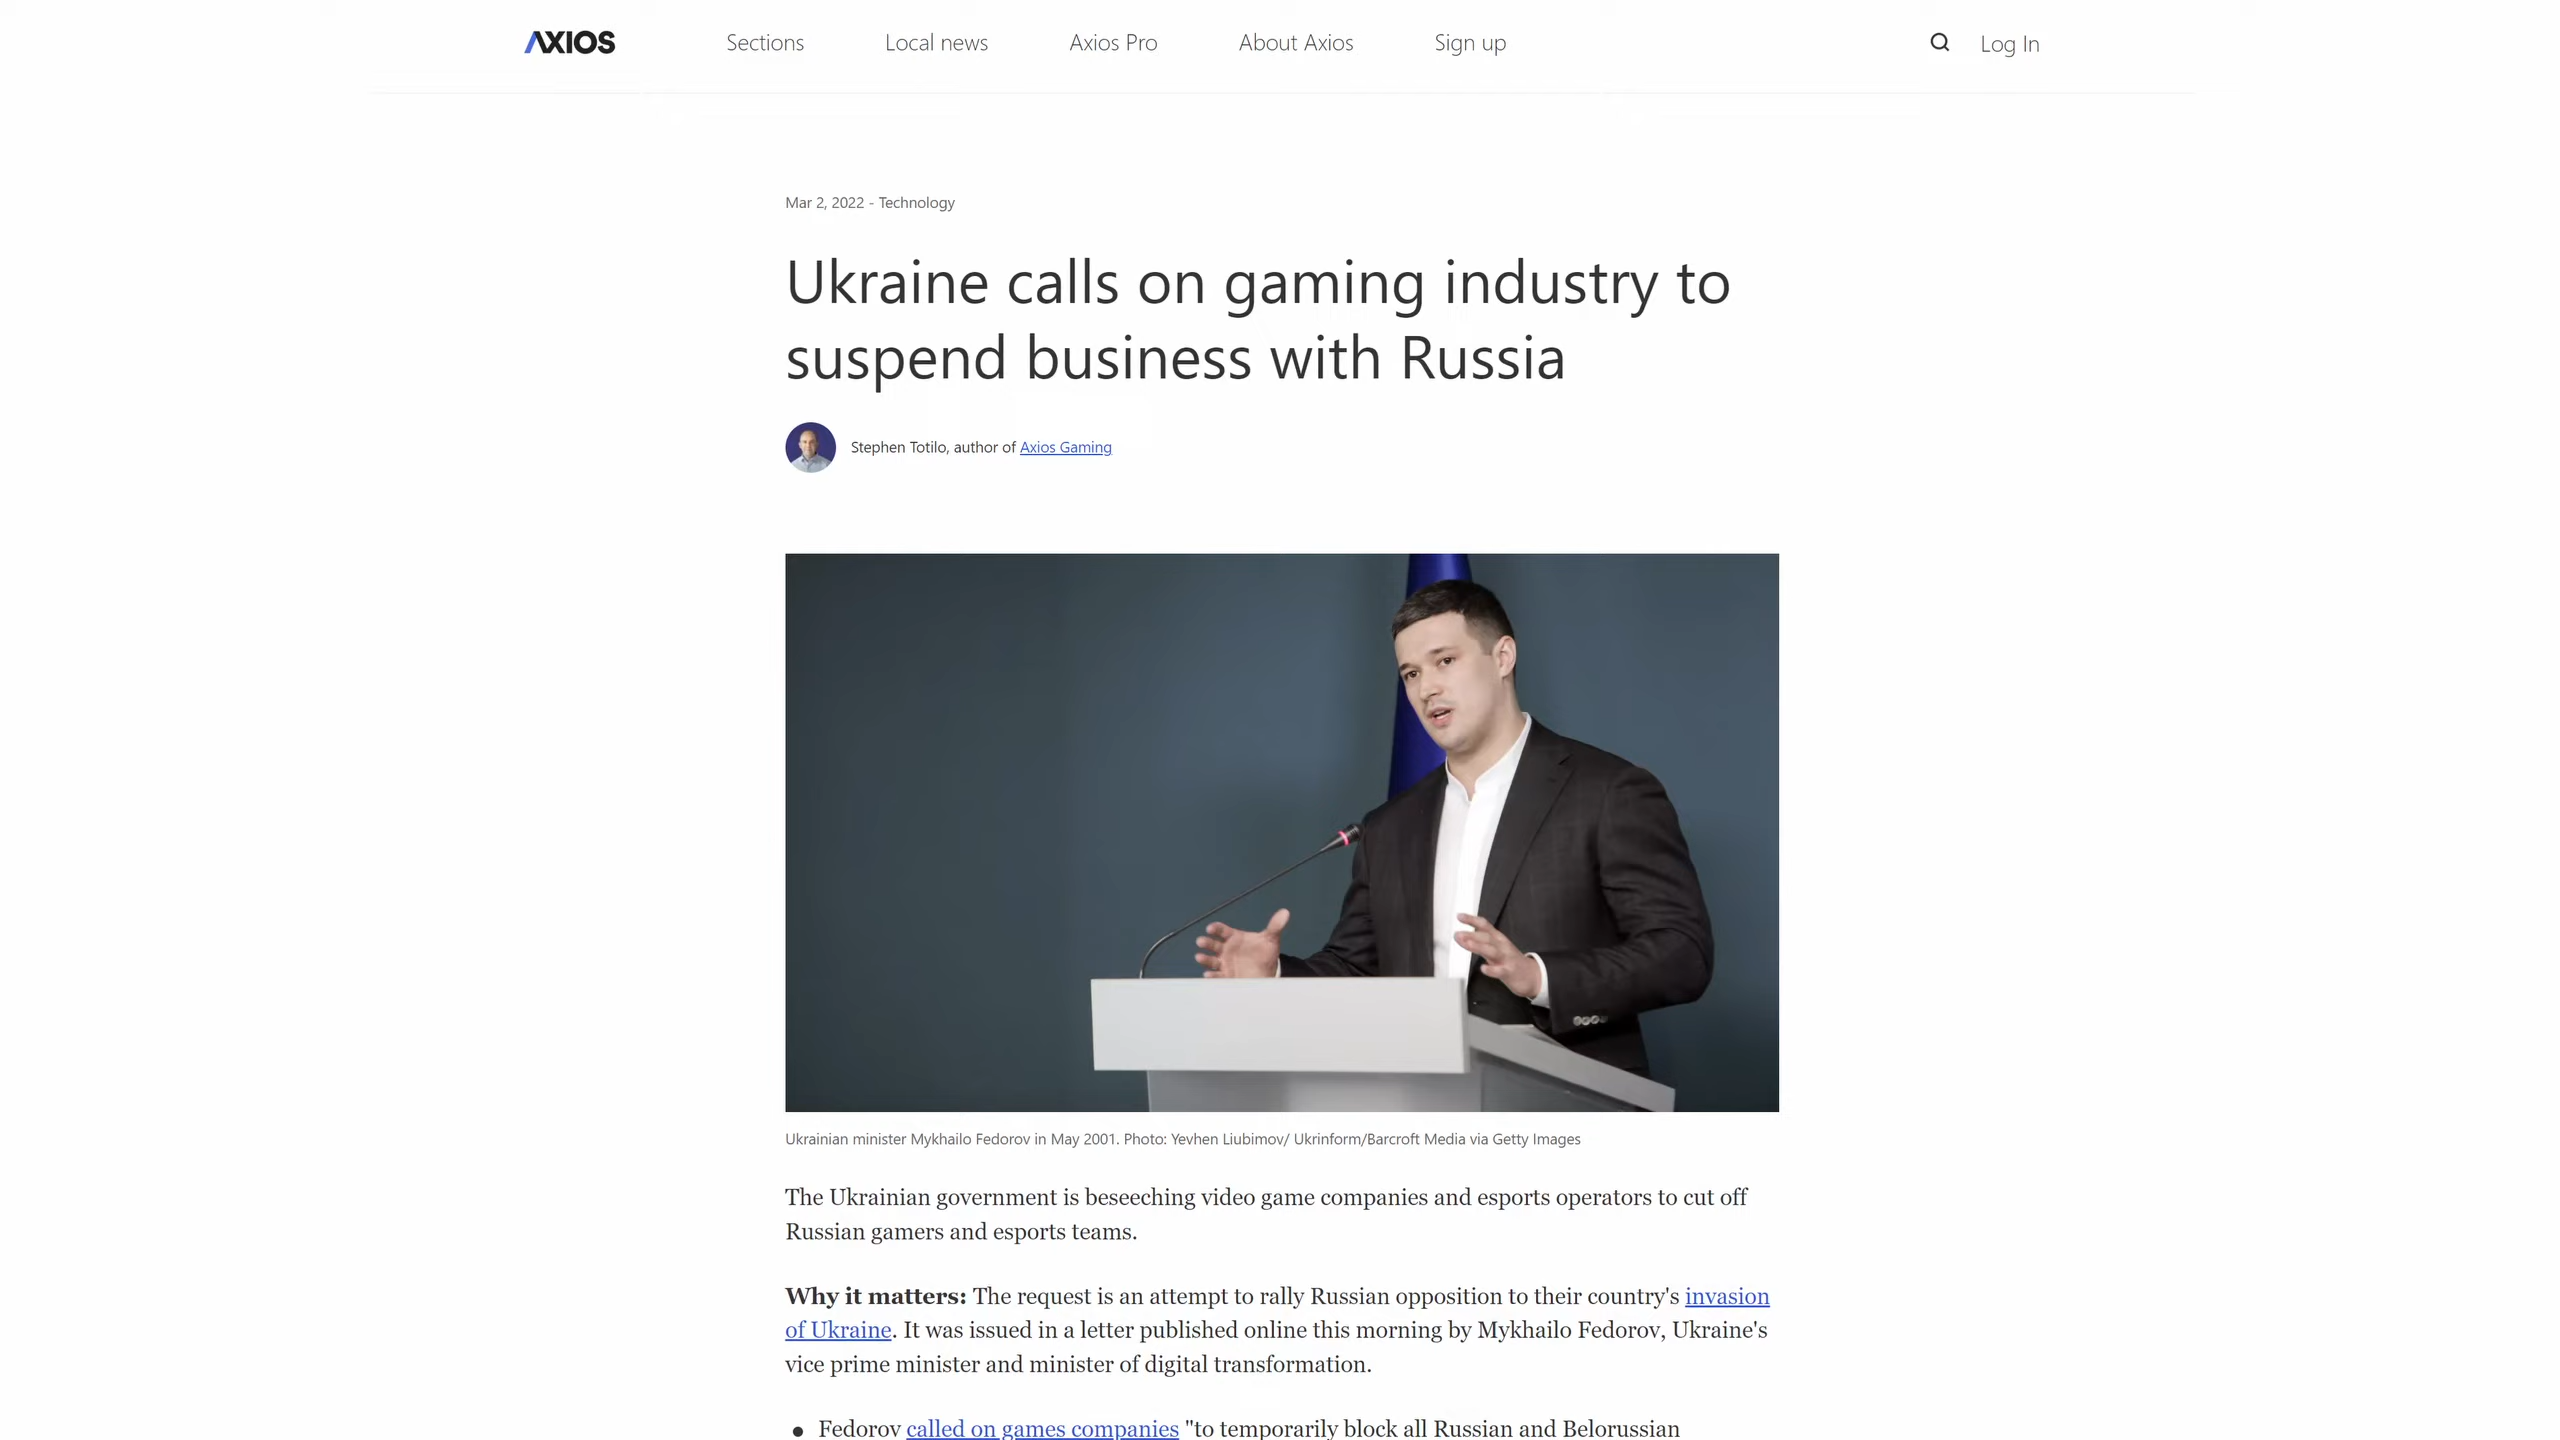 AXIOS Sections Local news Axios Pro About Axios Sign up Log In
Mar 2, 2022 - Technology
Ukraine calls on gaming industry to
suspend business with Russia
Stephen Totilo, author of Axios Gaming
Ukrainian minister Mykhailo Fedorov in May 2001. Photo: Yevhen Liubimov/ Ukrinform/Barcroft Media via Getty Images
The Ukrainian government is beseeching video game companies and esports operators to cut off
Russian gamers and esports teams.
Why it matters: The request is an attempt to rally Russian opposition to their country's invasion
of Ukraine. It was issued in a letter published online this morning by Mykhailo Fedorov, Ukraine's
vice prime minister and minister of digital transformation.
• Fedorov called on games companies "to temporarily block all Russian and Belorussian